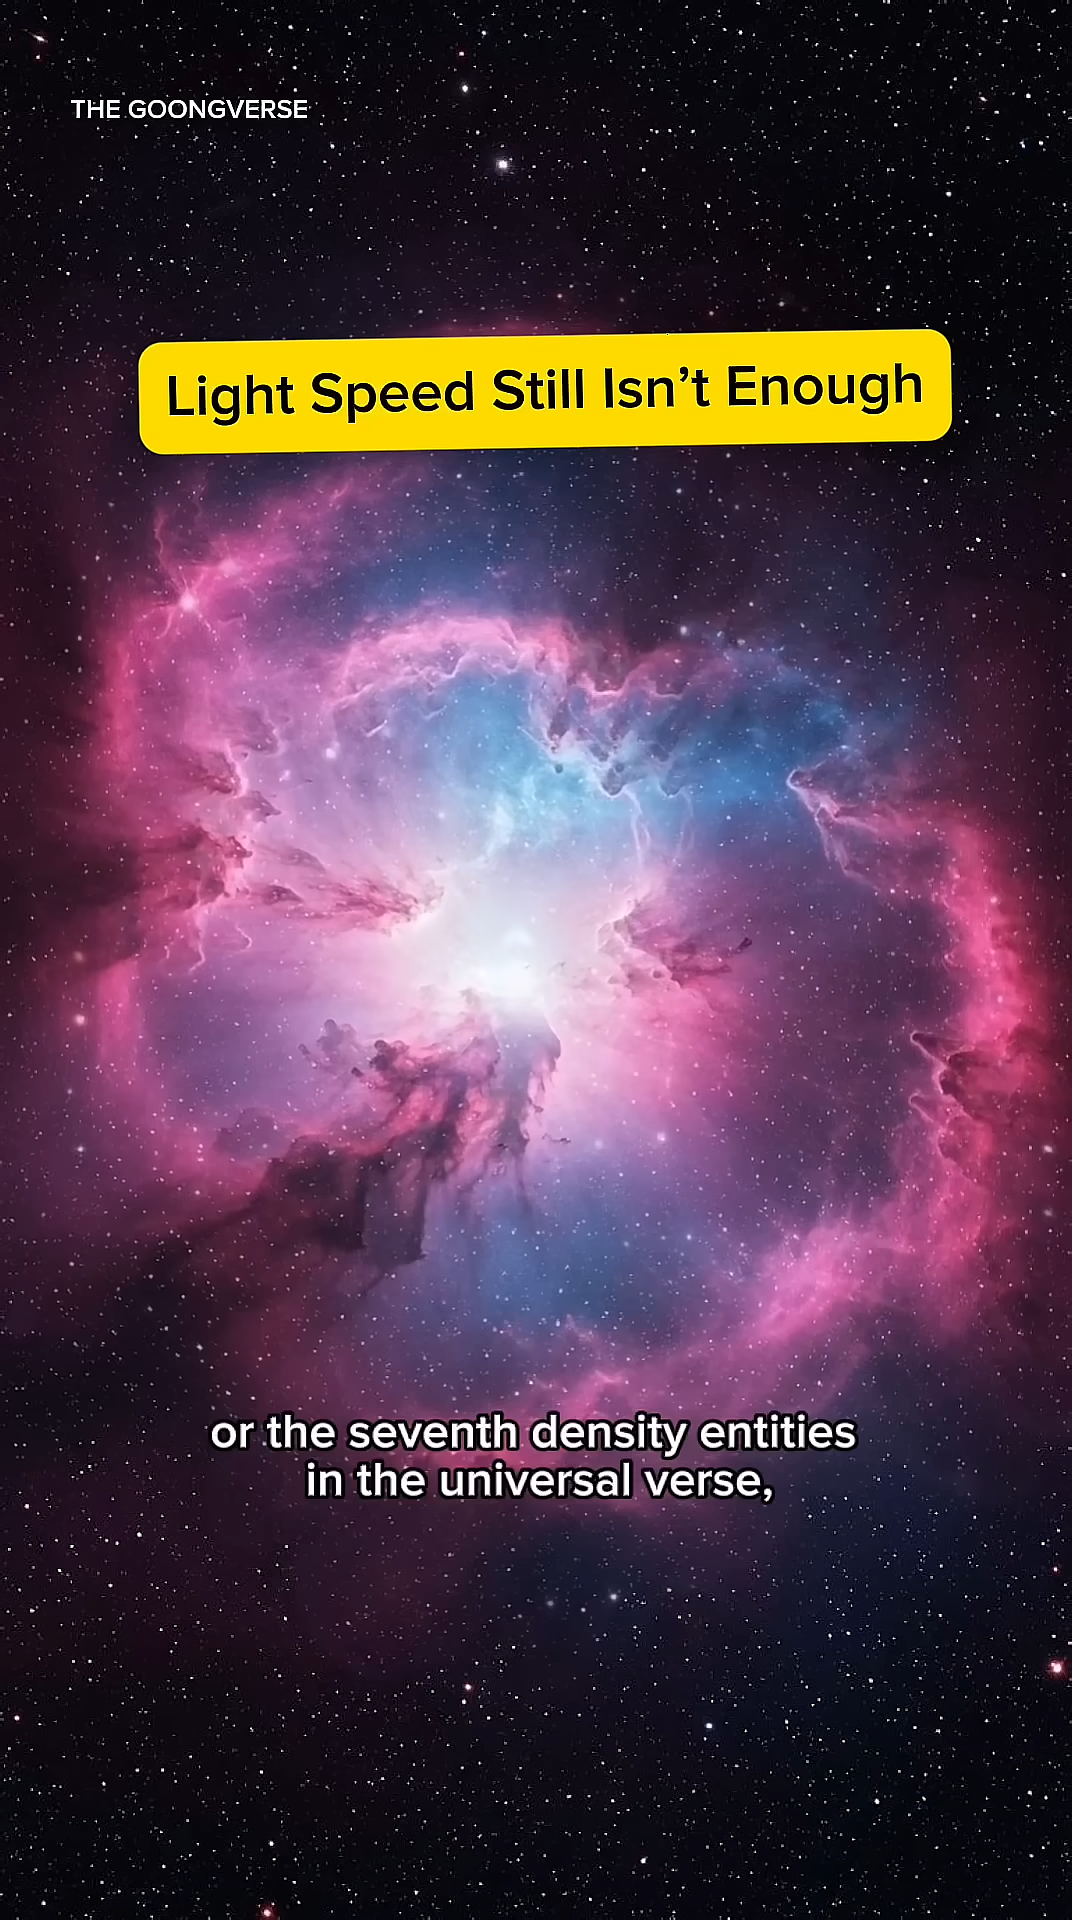 THE GOONGVERSE
Light Speed Still Isn’t Enough
or the seventh density entities
in the universal verse,